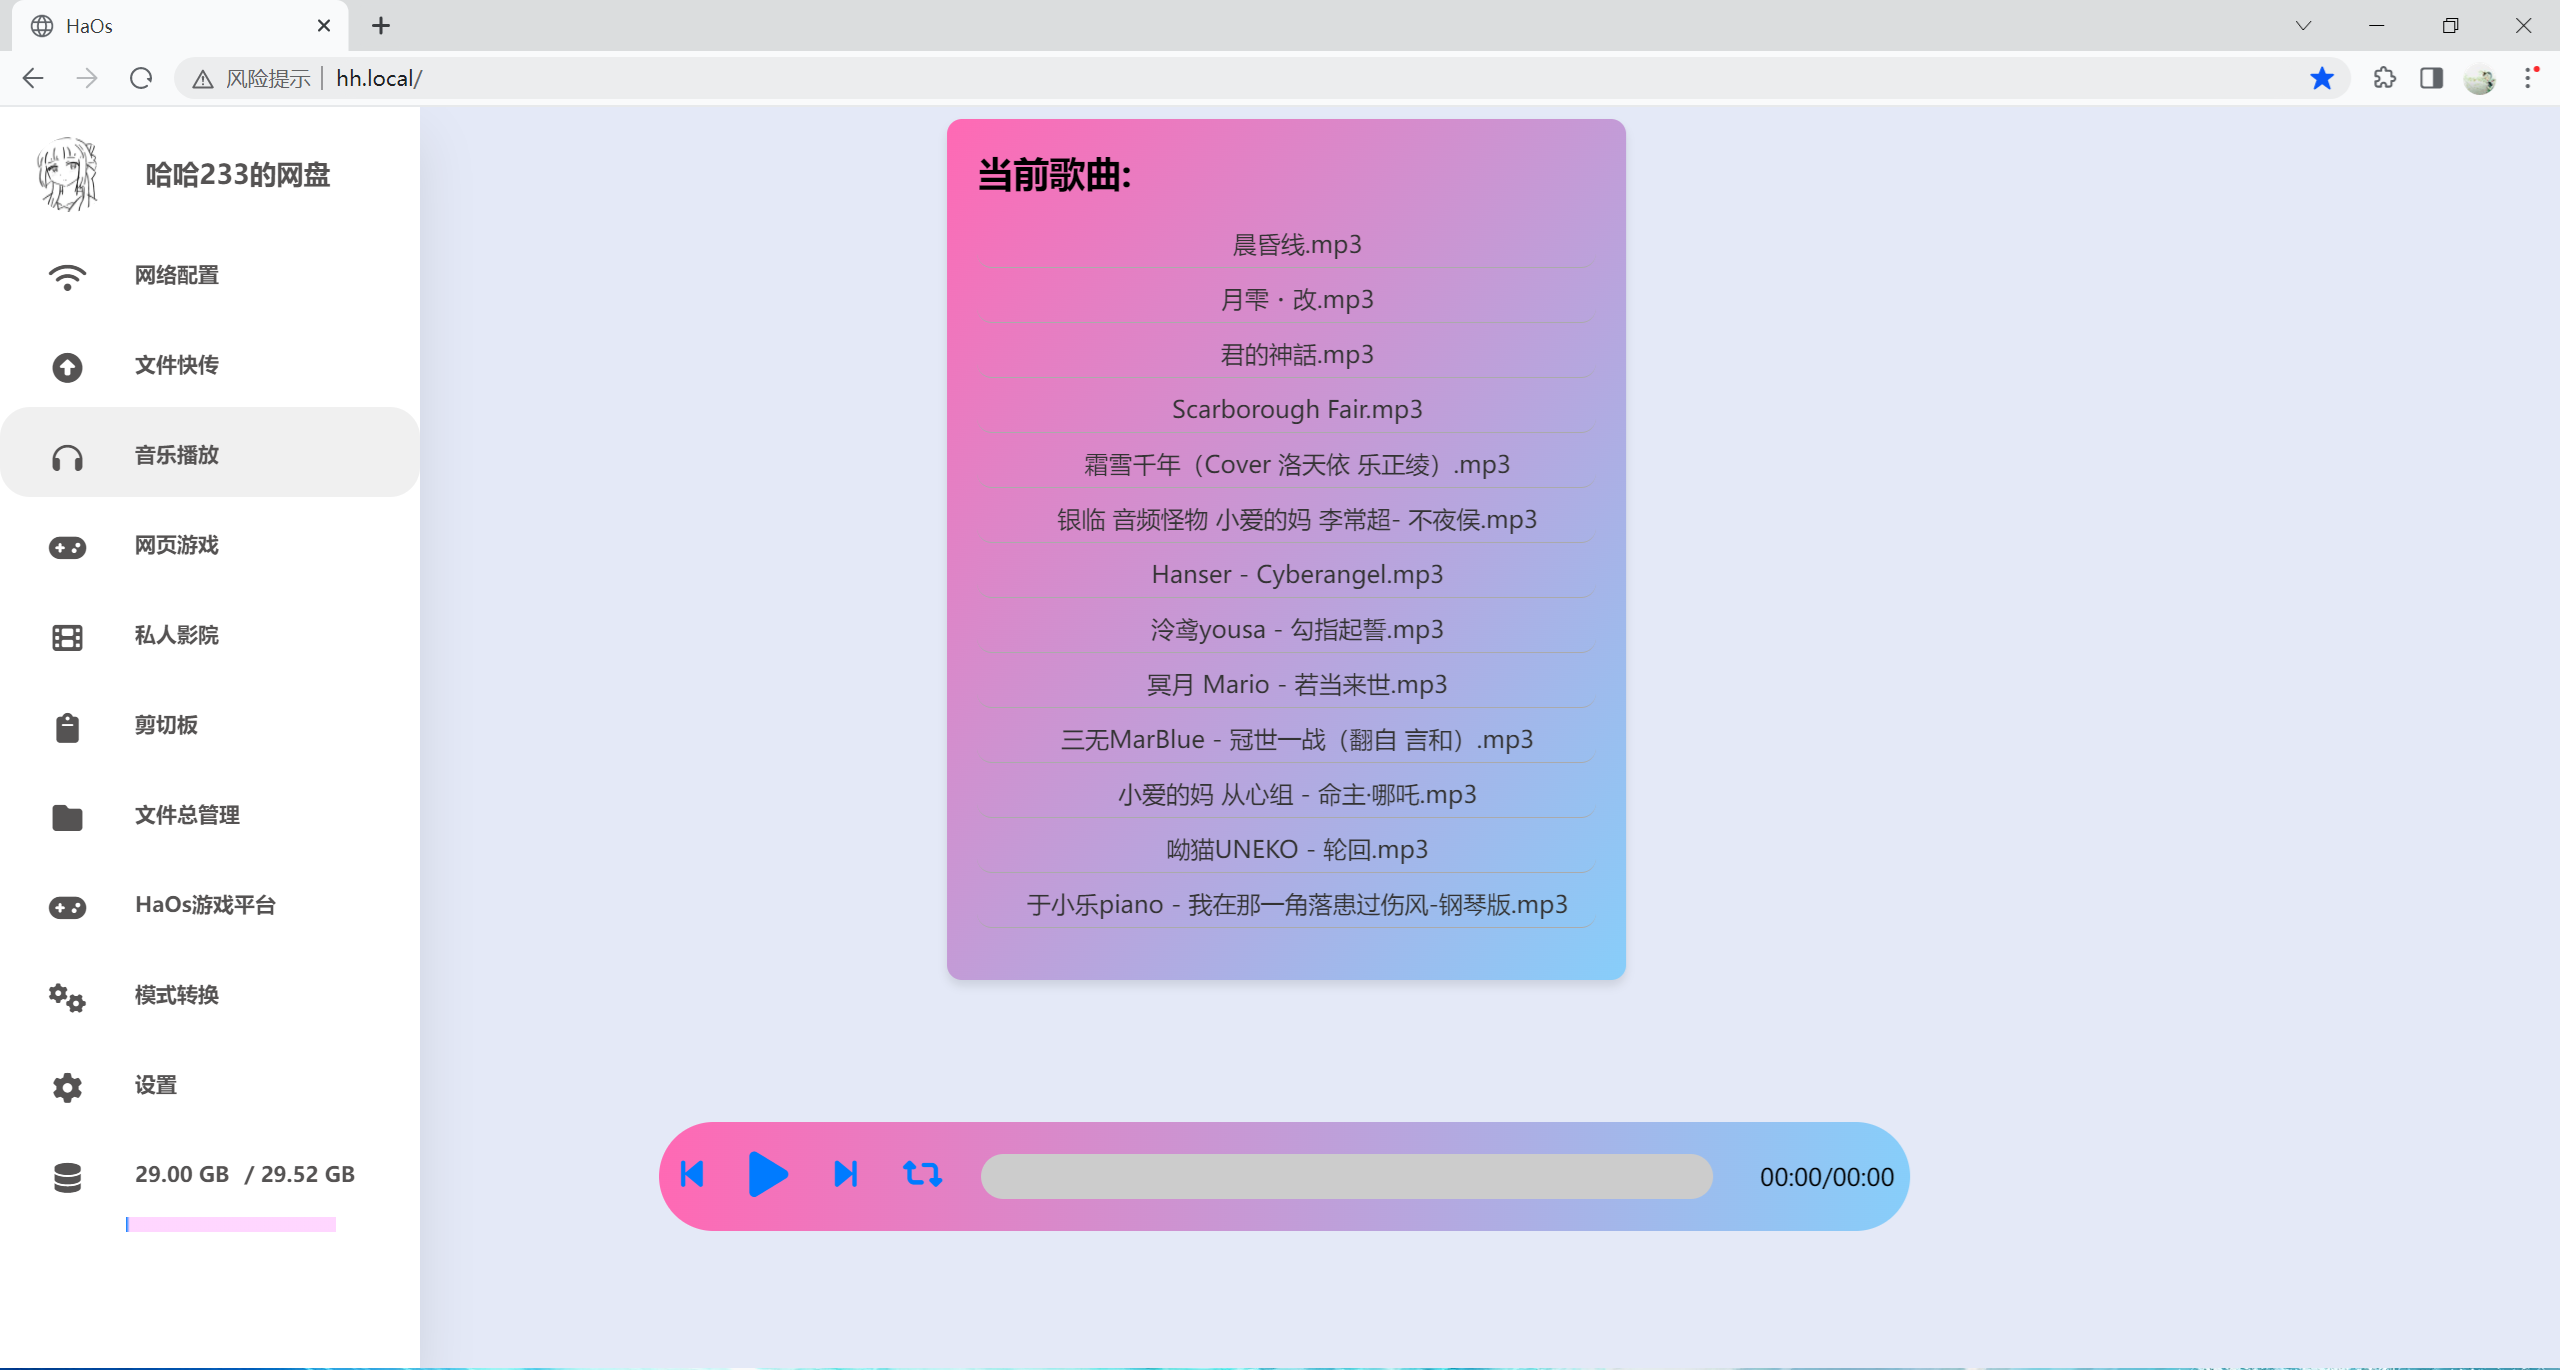 HaOs
风险提示 hh.local/
哈哈233的网盘
网络配置
文件快传
音乐播放
网页游戏
私人影院
剪切板
文件总管理
HaOs游戏平台
模式转换
设置
29.00 GB / 29.52 GB
当前歌曲:
晨昏线.mp3
月雫・改.mp3
君的神話.mp3
Scarborough Fair.mp3
霜雪千年（Cover 洛天依 乐正绫）.mp3
银临 音频怪物 小爱的妈 李常超- 不夜侯.mp3
Hanser - Cyberangel.mp3
泠鸢yousa - 勾指起誓.mp3
冥月 Mario - 若当来世.mp3
三无MarBlue - 冠世一战（翻自 言和）.mp3
小爱的妈 从心组 - 命主·哪吒.mp3
呦猫UNEKO - 轮回.mp3
于小乐piano - 我在那一角落患过伤风-钢琴版.mp3
00:00/00:00